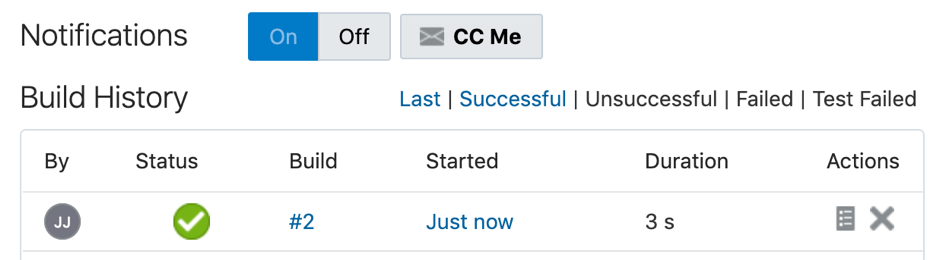 Notifications On Off CC Me
Build History Last | Successful | Unsuccessful | Failed | Test Failed
By Status Build Started Duration Actions
JJ #2 Just now 3 s